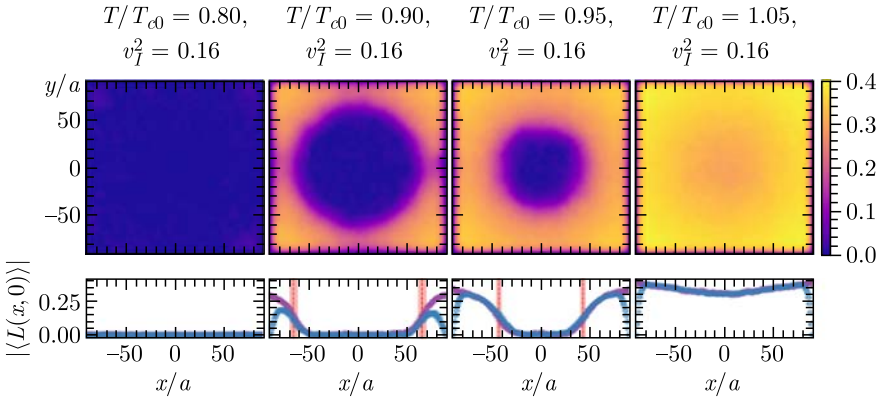 T/T_{c0} = 0.80, T/T_{c0} = 0.90, T/T_{c0} = 0.95, T/T_{c0} = 1.05,
v_I^2 = 0.16 v_I^2 = 0.16 v_I^2 = 0.16 v_I^2 = 0.16
y/a
50
0
−50
0.4
0.3
0.2
0.1
0.0
|⟨L(x, 0)⟩|
0.25
0.00
−50 0 50 −50 0 50 −50 0 50 −50 0 50
x/a x/a x/a x/a